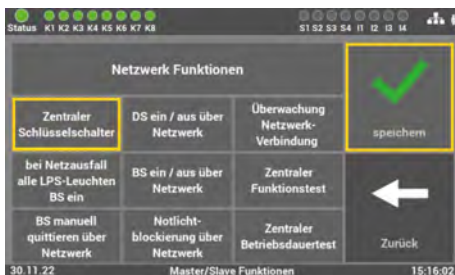 Status K1 K2 K3 K4 K5 K6 K7 K8
S1 S2 S3 S4 I1 I2 I3 I4
Netzwerk Funktionen
speichern
Zentraler
Schlüsselschalter
DS ein / aus über
Netzwerk
Überwachung
Netzwerk-
Verbindung
bei Netzausfall
alle LPS-Leuchten
BS ein
BS ein / aus über
Netzwerk
Zentraler
Funktionstest
BS manuell
quittieren über
Netzwerk
Notlicht-
blockierung über
Netzwerk
Zentraler
Betriebsdauertest
Zurück
30.11.22
Master/Slave Funktionen
15:16:02